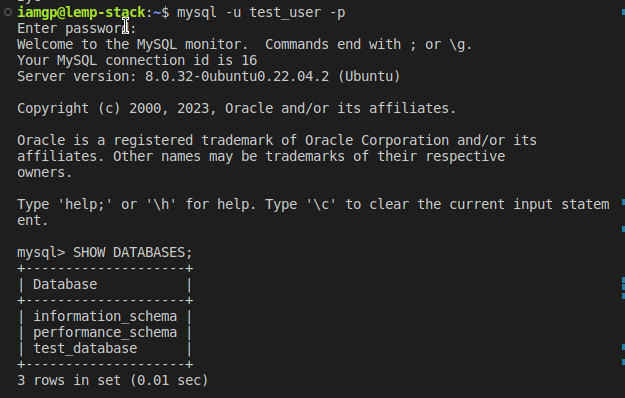 iamgp@lemp-stack:~$ mysql -u test_user -p
Enter password:
Welcome to the MySQL monitor.  Commands end with ; or \g.
Your MySQL connection id is 16
Server version: 8.0.32-0ubuntu0.22.04.2 (Ubuntu)

Copyright (c) 2000, 2023, Oracle and/or its affiliates.

Oracle is a registered trademark of Oracle Corporation and/or its
affiliates. Other names may be trademarks of their respective
owners.

Type 'help;' or '\h' for help. Type '\c' to clear the current input statem
ent.

mysql> SHOW DATABASES;
+--------------------+
| Database           |
+--------------------+
| information_schema |
| performance_schema |
| test_database      |
+--------------------+
3 rows in set (0.01 sec)